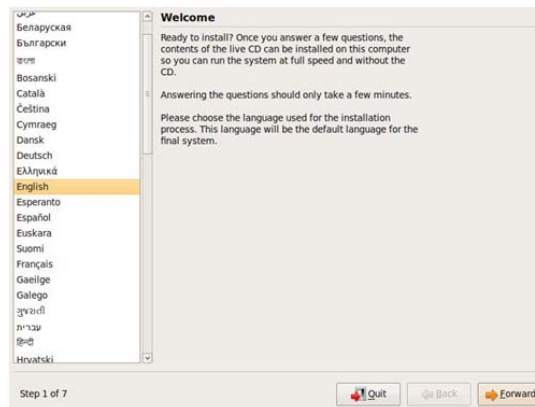 عربي
Беларуская
Български
বাংলা
Bosanski
Català
Čeština
Cymraeg
Dansk
Deutsch
Ελληνικά
English
Esperanto
Español
Euskara
Suomi
Français
Gaeilge
Galego
ગુજરાતી
עברית
हिन्दी
Hrvatski
Welcome
Ready to install? Once you answer a few questions, the
contents of the live CD can be installed on this computer
so you can run the system at full speed and without the
CD.
Answering the questions should only take a few minutes.
Please choose the language used for the installation
process. This language will be the default language for the
final system.
Step 1 of 7
Quit
Back
Forward